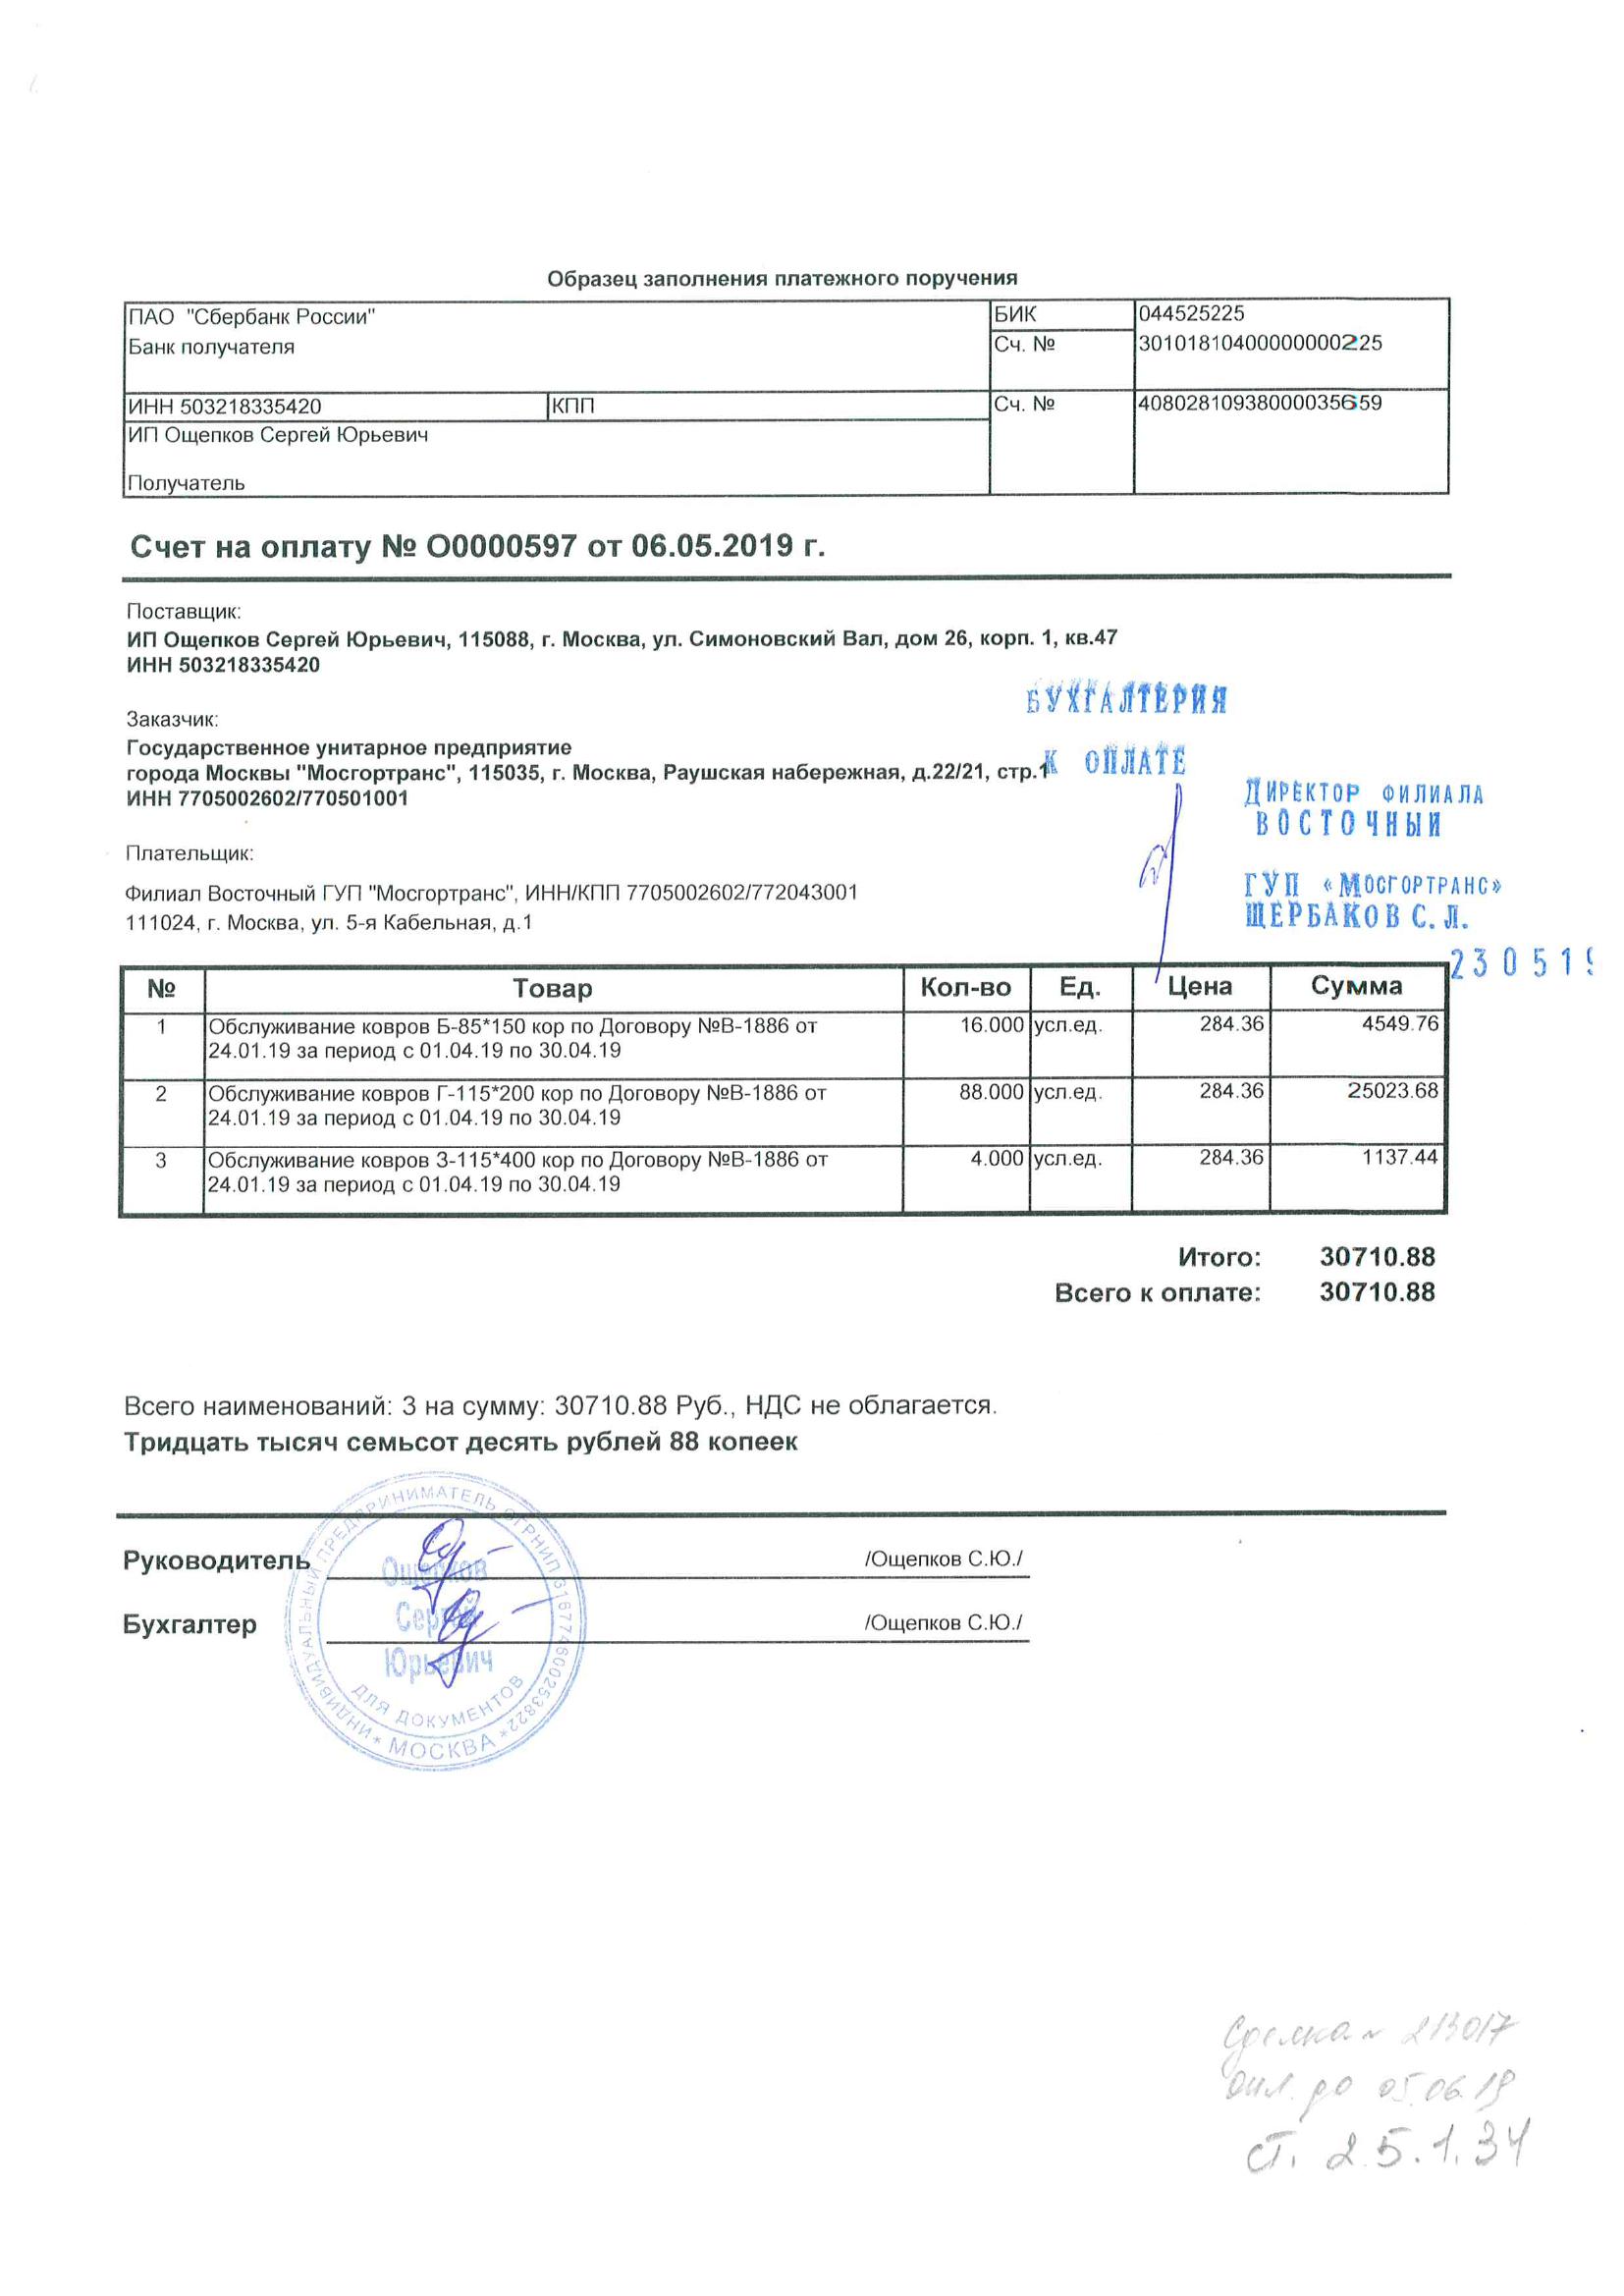 Образец заполнения платежного поручения
ПАО "Сбербанк России"
БИК 044525225
Банк получателя
Сч. № 30101810400000000225
ИНН 503218335420 КПП
Сч. № 40802810938000035659
ИП Ощепков Сергей Юрьевич
Получатель
Счет на оплату № О0000597 от 06.05.2019 г.
Поставщик:
ИП Ощепков Сергей Юрьевич, 115088, г. Москва, ул. Симоновский Вал, дом 26, корп. 1, кв.47
ИНН 503218335420
БУХГАЛТЕРИЯ
Заказчик:
Государственное унитарное предприятие
города Москвы "Мосгортранс", 115035, г. Москва, Раушская набережная, д.22/21, стр.1
К ОПЛАТЕ
ИНН 7705002602/770501001
ДИРЕКТОР ФИЛИАЛА
ВОСТОЧНЫЙ
Плательщик:
Филиал Восточный ГУП "Мосгортранс", ИНН/КПП 7705002602/772043001
ГУП «МОСГОРТРАНС»
111024, г. Москва, ул. 5-я Кабельная, д.1
ЩЕРБАКОВ С. Л.
230519
№ Товар Кол-во Ед. Цена Сумма
1 Обслуживание ковров Б-85*150 кор по Договору №В-1886 от 16.000 усл.ед. 284.36 4549.76
24.01.19 за период с 01.04.19 по 30.04.19
2 Обслуживание ковров Г-115*200 кор по Договору №В-1886 от 88.000 усл.ед. 284.36 25023.68
24.01.19 за период с 01.04.19 по 30.04.19
3 Обслуживание ковров З-115*400 кор по Договору №В-1886 от 4.000 усл.ед. 284.36 1137.44
24.01.19 за период с 01.04.19 по 30.04.19
Итого: 30710.88
Всего к оплате: 30710.88
Всего наименований: 3 на сумму: 30710.88 Руб., НДС не облагается.
Тридцать тысяч семьсот десять рублей 88 копеек
Руководитель /Ощепков С.Ю./
Бухгалтер /Ощепков С.Ю./
ИНДИВИДУАЛЬНЫЙ ПРЕДПРИНИМАТЕЛЬ ОГРНИП 316774600253822
* МОСКВА *
Ощепков
Сергей
Юрьевич
ДЛЯ ДОКУМЕНТОВ
Сделка № 213017
опл. до 05.06.19
ст. 2.5.1.34